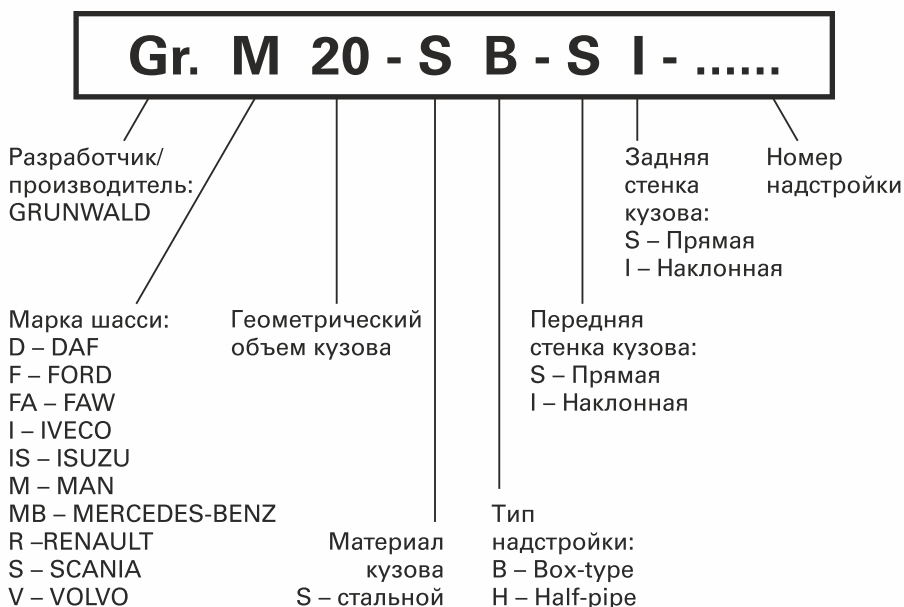 Gr. M 20 - S B - S I - ......
Разработчик/
производитель:
GRUNWALD
Задняя
стенка
кузова:
S – Прямая
I – Наклонная
Номер
надстройки
Марка шасси:
D – DAF
F – FORD
FA – FAW
I – IVECO
IS – ISUZU
M – MAN
MB – MERCEDES-BENZ
R –RENAULT
S – SCANIA
V – VOLVO
Геометрический
объем кузова
Передняя
стенка кузова:
S – Прямая
I – Наклонная
Материал
кузова
S – стальной
Тип
надстройки:
B – Box-type
H – Half-pipe